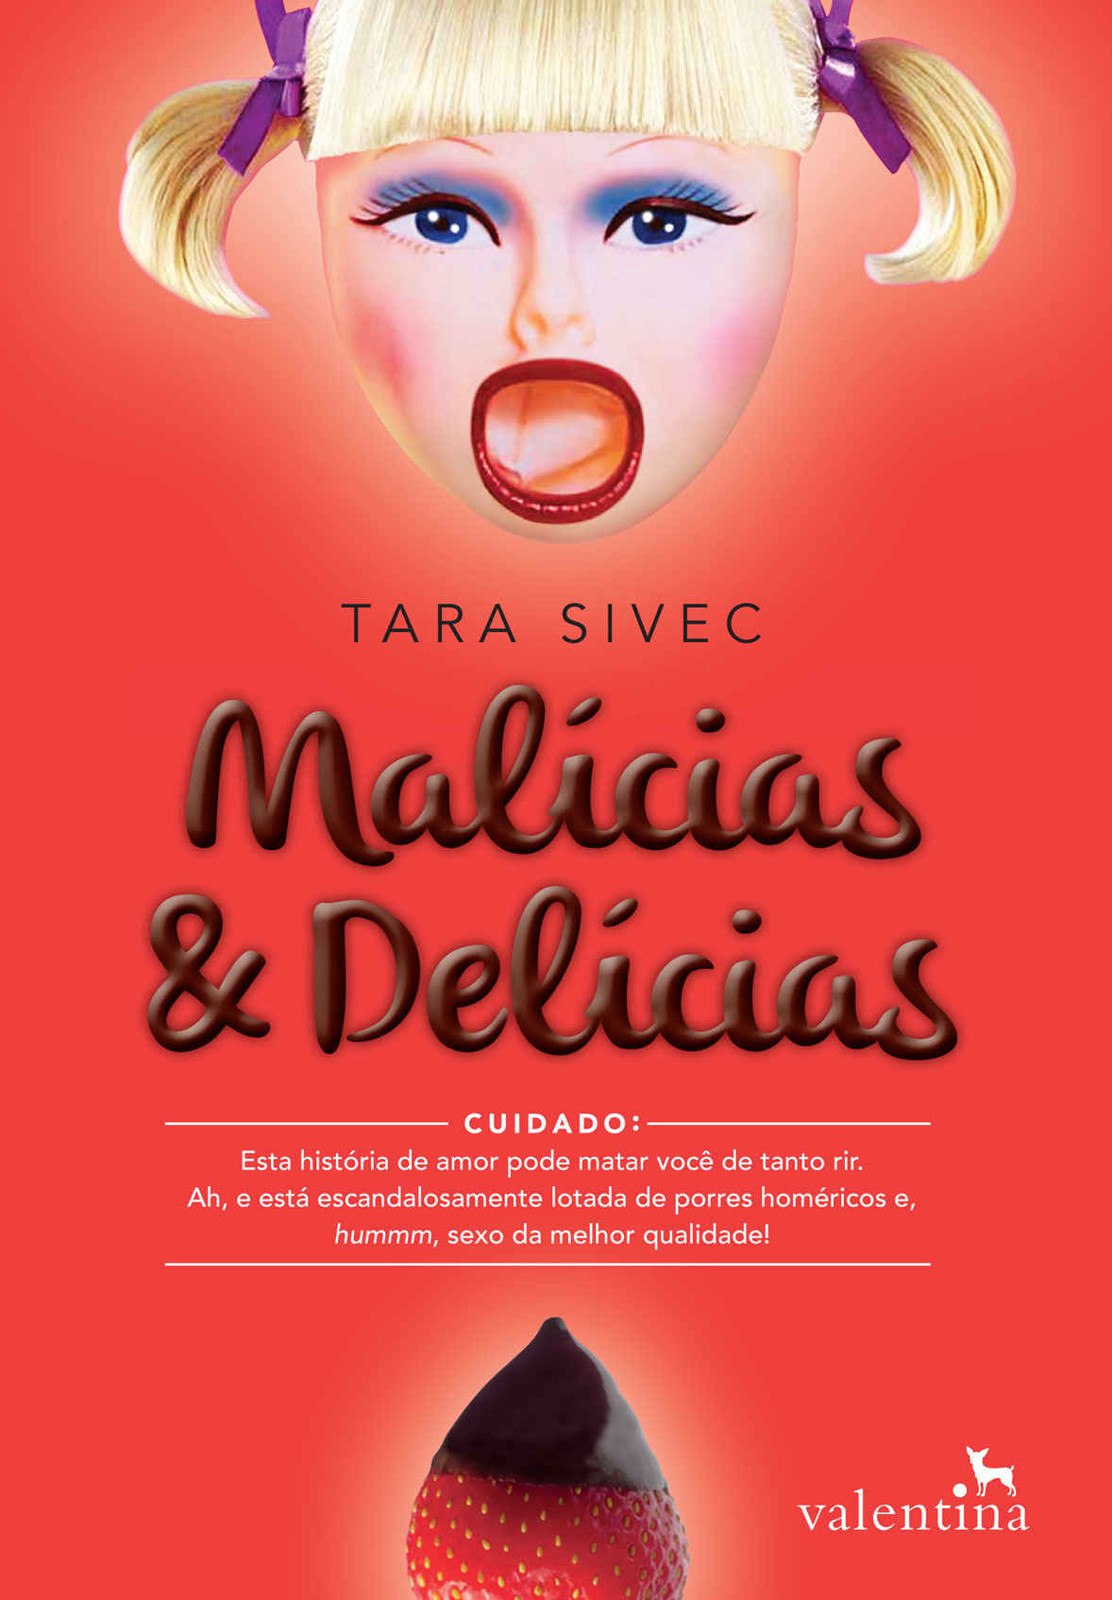 TARA SIVEC
Malícias
& Delícias
CUIDADO:
Esta história de amor pode matar você de tanto rir.
Ah, e está escandalosamente lotada de porres homéricos e,
hummm, sexo da melhor qualidade!
valentina